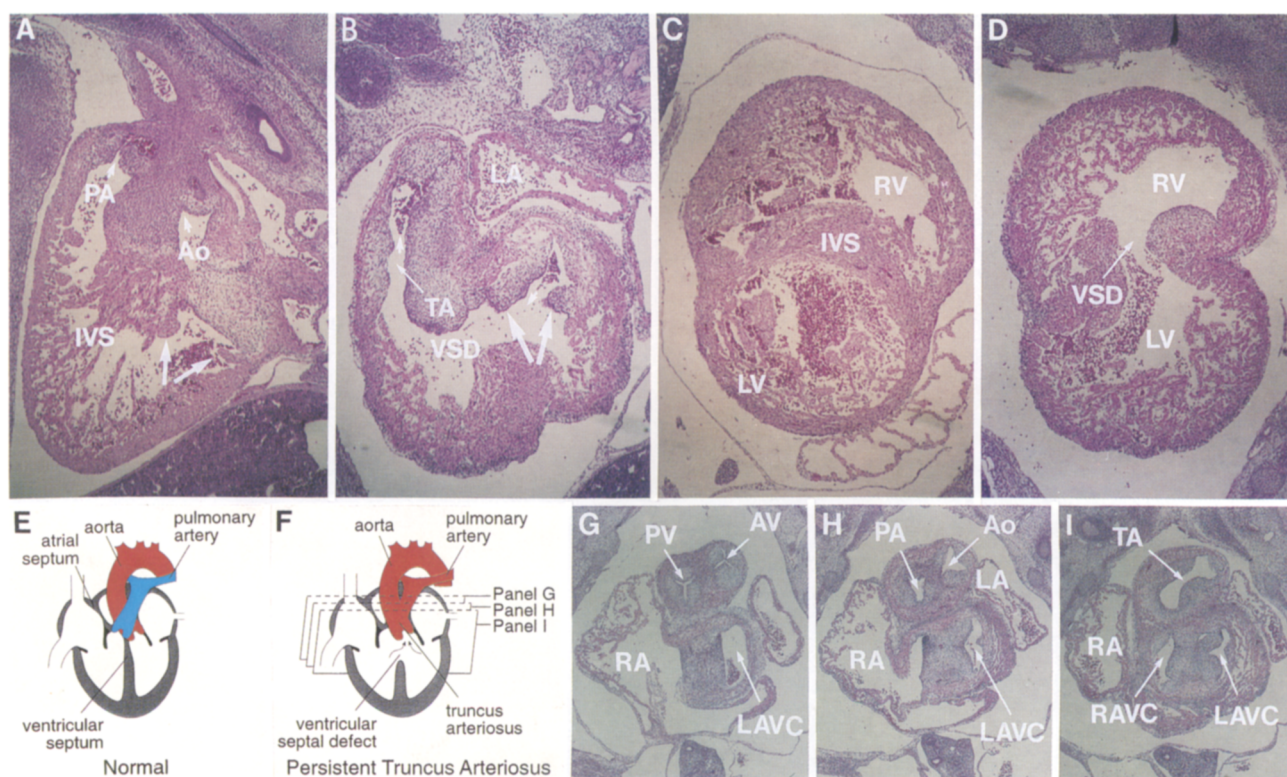 A
PA
Ao
IVS
B
LA
TA
VSD
C
RV
IVS
LV
D
RV
VSD
LV
E
aorta
pulmonary
artery
atrial
septum
ventricular
septum
Normal
F
aorta
pulmonary
artery
Panel G
Panel H
Panel I
ventricular
septal defect
truncus
arteriosus
Persistent Truncus Arteriosus
G
PV
AV
RA
LAVC
H
PA
Ao
LA
RA
LAVC
I
TA
RA
RAVC
LAVC